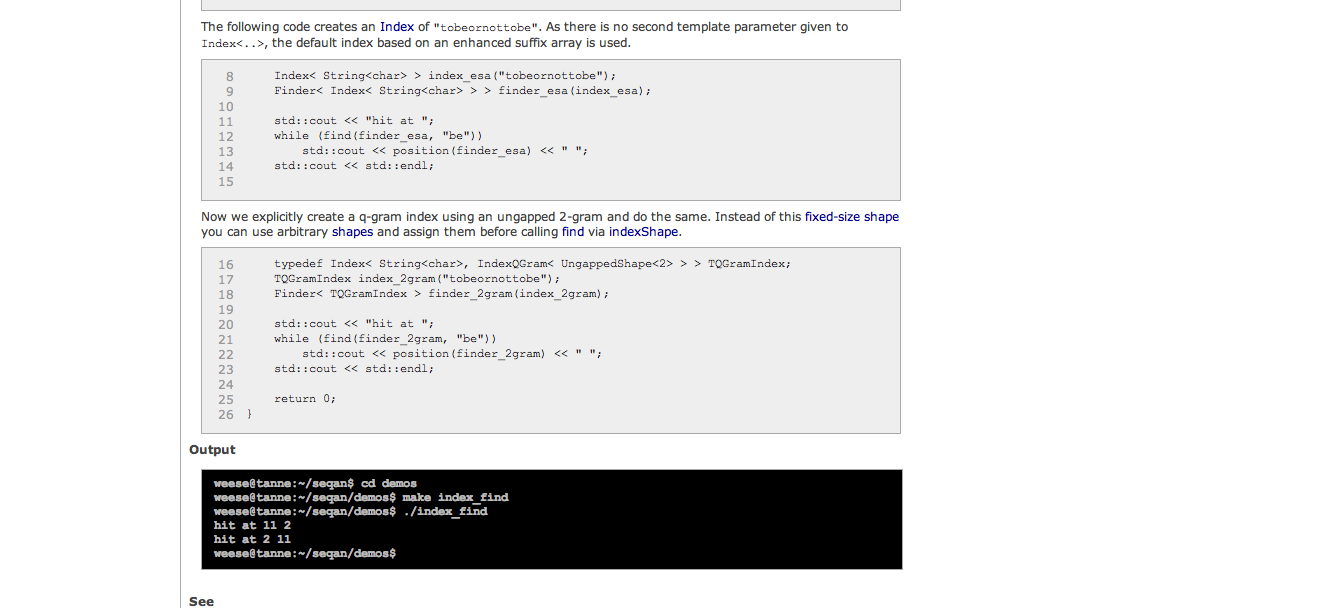 The following code creates an Index of "tobeornottobe". As there is no second template parameter given to
Index<..>, the default index based on an enhanced suffix array is used.
8 Index< String<char> > index_esa("tobeornottobe");
9 Finder< Index< String<char> > > finder_esa(index_esa);
10
11 std::cout << "hit at ";
12 while (find(finder_esa, "be"))
13 std::cout << position(finder_esa) << " ";
14 std::cout << std::endl;
15
Now we explicitly create a q-gram index using an ungapped 2-gram and do the same. Instead of this fixed-size shape
you can use arbitrary shapes and assign them before calling find via indexShape.
16 typedef Index< String<char>, IndexQGram< UngappedShape<2> > > TQGramIndex;
17 TQGramIndex index_2gram("tobeornottobe");
18 Finder< TQGramIndex > finder_2gram(index_2gram);
19
20 std::cout << "hit at ";
21 while (find(finder_2gram, "be"))
22 std::cout << position(finder_2gram) << " ";
23 std::cout << std::endl;
24
25 return 0;
26 }
Output
weese@tanne:~/seqan$ cd demos
weese@tanne:~/seqan/demos$ make index_find
weese@tanne:~/seqan/demos$ ./index_find
hit at 11 2
hit at 2 11
weese@tanne:~/seqan/demos$
See